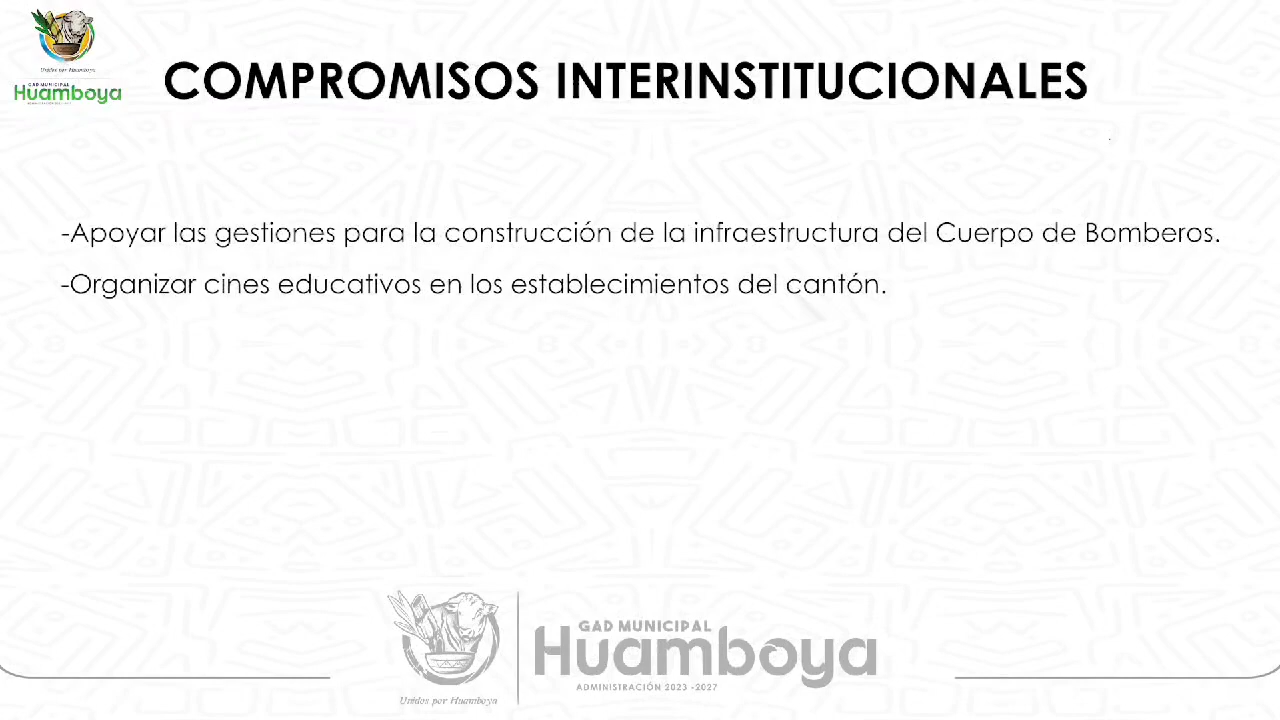 Unidos por Huamboya
GAD MUNICIPAL
Huamboya
COMPROMISOS INTERINSTITUCIONALES
-Apoyar las gestiones para la construcción de la infraestructura del Cuerpo de Bomberos.
-Organizar cines educativos en los establecimientos del cantón.
GAD MUNICIPAL
Huamboya
ADMINISTRACIÓN 2023 -2027
Unidos por Huamboya